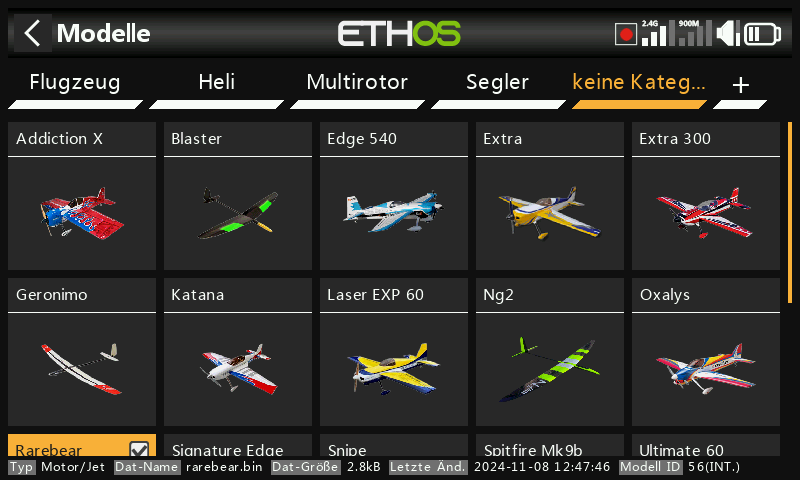 Modelle ETHOS 2.4G 900M
Flugzeug Heli Multirotor Segler keine Kateg... +
Addiction X Blaster Edge 540 Extra Extra 300
Geronimo Katana Laser EXP 60 Ng2 Oxalys
Rarebear Signature Edge Snipe Spitfire Mk9b Ultimate 60
Typ Motor/Jet Dat-Name rarebear.bin Dat-Größe 2.8kB Letzte Änd. 2024-11-08 12:47:46 Modell ID 56(INT.)